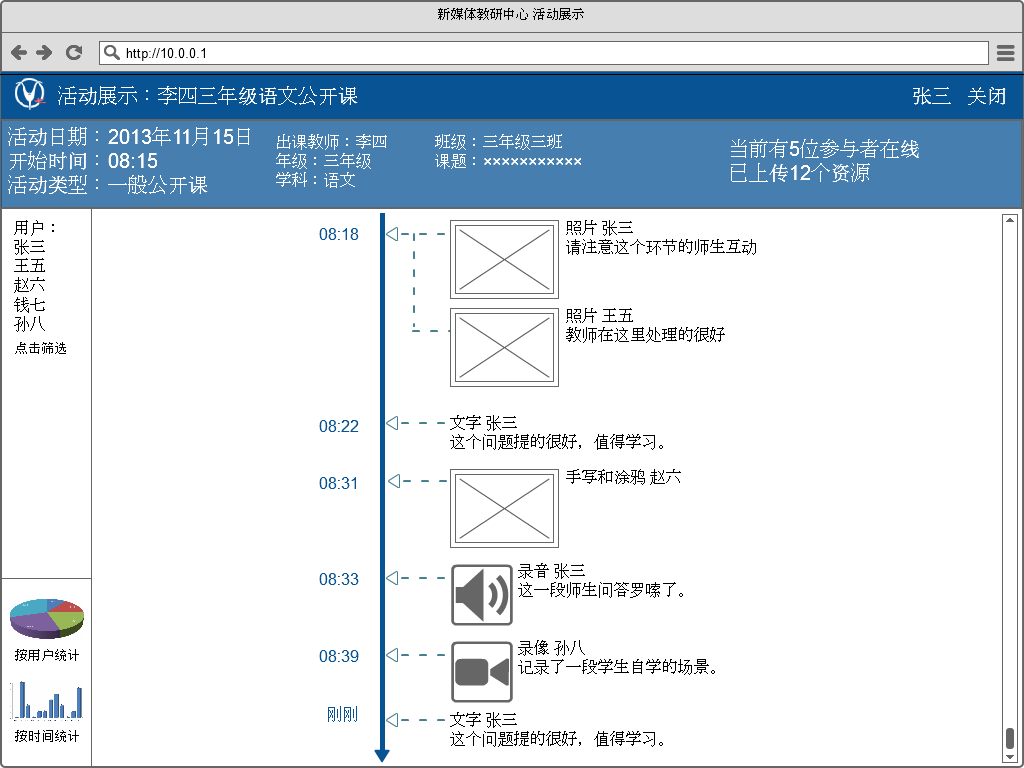 新媒体教研中心 活动展示
http://10.0.0.1
活动展示：李四三年级语文公开课
张三 关闭
活动日期：2013年11月15日
开始时间：08:15
活动类型：一般公开课
出课教师：李四
年级：三年级
学科：语文
班级：三年级三班
课题：×××××××××××
当前有5位参与者在线
已上传12个资源
用户：
张三
王五
赵六
钱七
孙八
点击筛选
按用户统计
按时间统计
08:18
照片 张三
请注意这个环节的师生互动
照片 王五
教师在这里处理的很好
08:22
文字 张三
这个问题提的很好，值得学习。
08:31
手写和涂鸦 赵六
08:33
录音 张三
这一段师生问答罗嗦了。
08:39
录像 孙八
记录了一段学生自学的场景。
刚刚
文字 张三
这个问题提的很好，值得学习。